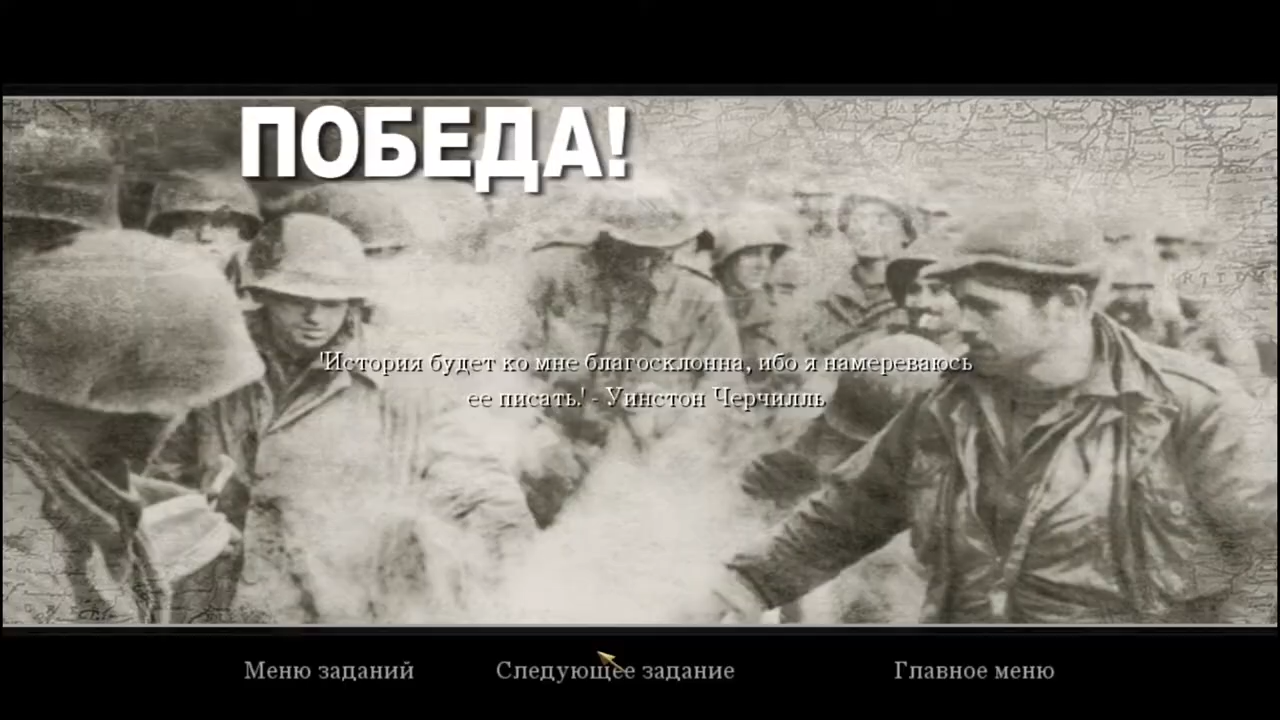 ПОБЕДА!
'История будет ко мне благосклонна, ибо я намереваюсь
ее писать.' - Уинстон Черчилль
Меню заданий Следующее задание Главное меню